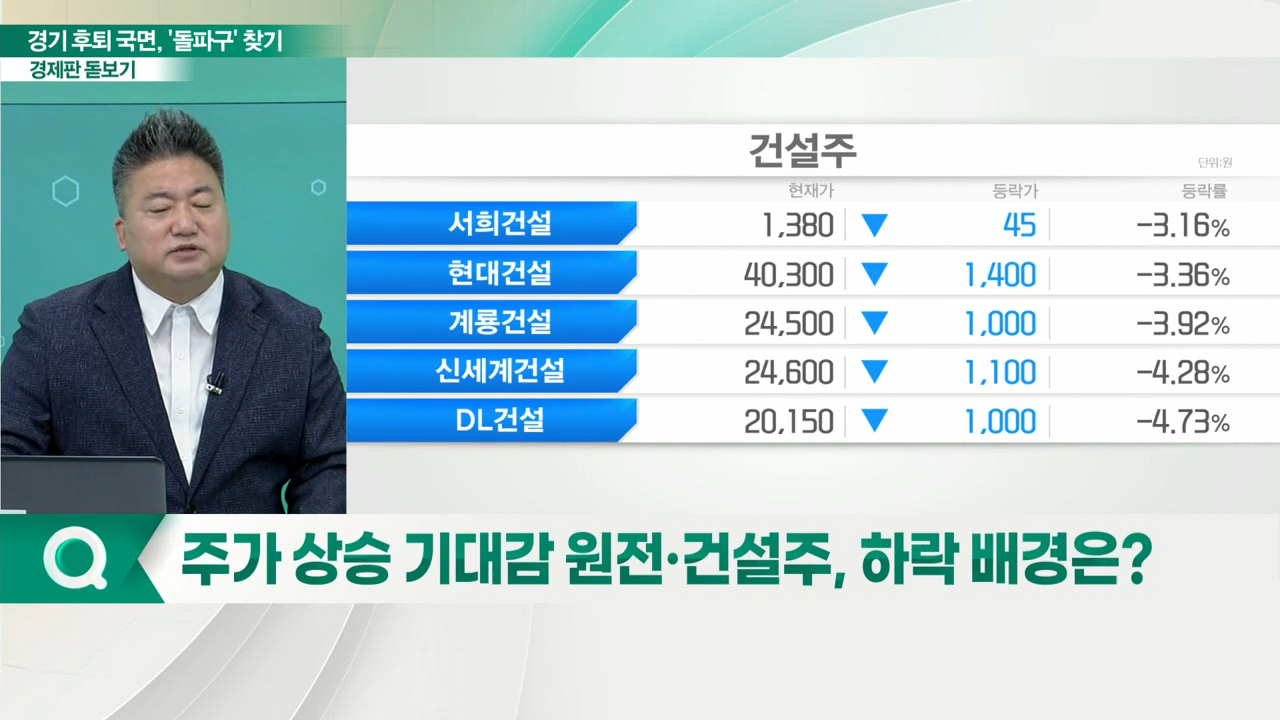 경기 후퇴 국면, '돌파구' 찾기
경제판 돋보기
건설주
단위:원
현재가 등락가 등락률
서희건설 1,380 ▼ 45 -3.16%
현대건설 40,300 ▼ 1,400 -3.36%
계룡건설 24,500 ▼ 1,000 -3.92%
신세계건설 24,600 ▼ 1,100 -4.28%
DL건설 20,150 ▼ 1,000 -4.73%
주가 상승 기대감 원전·건설주, 하락 배경은?